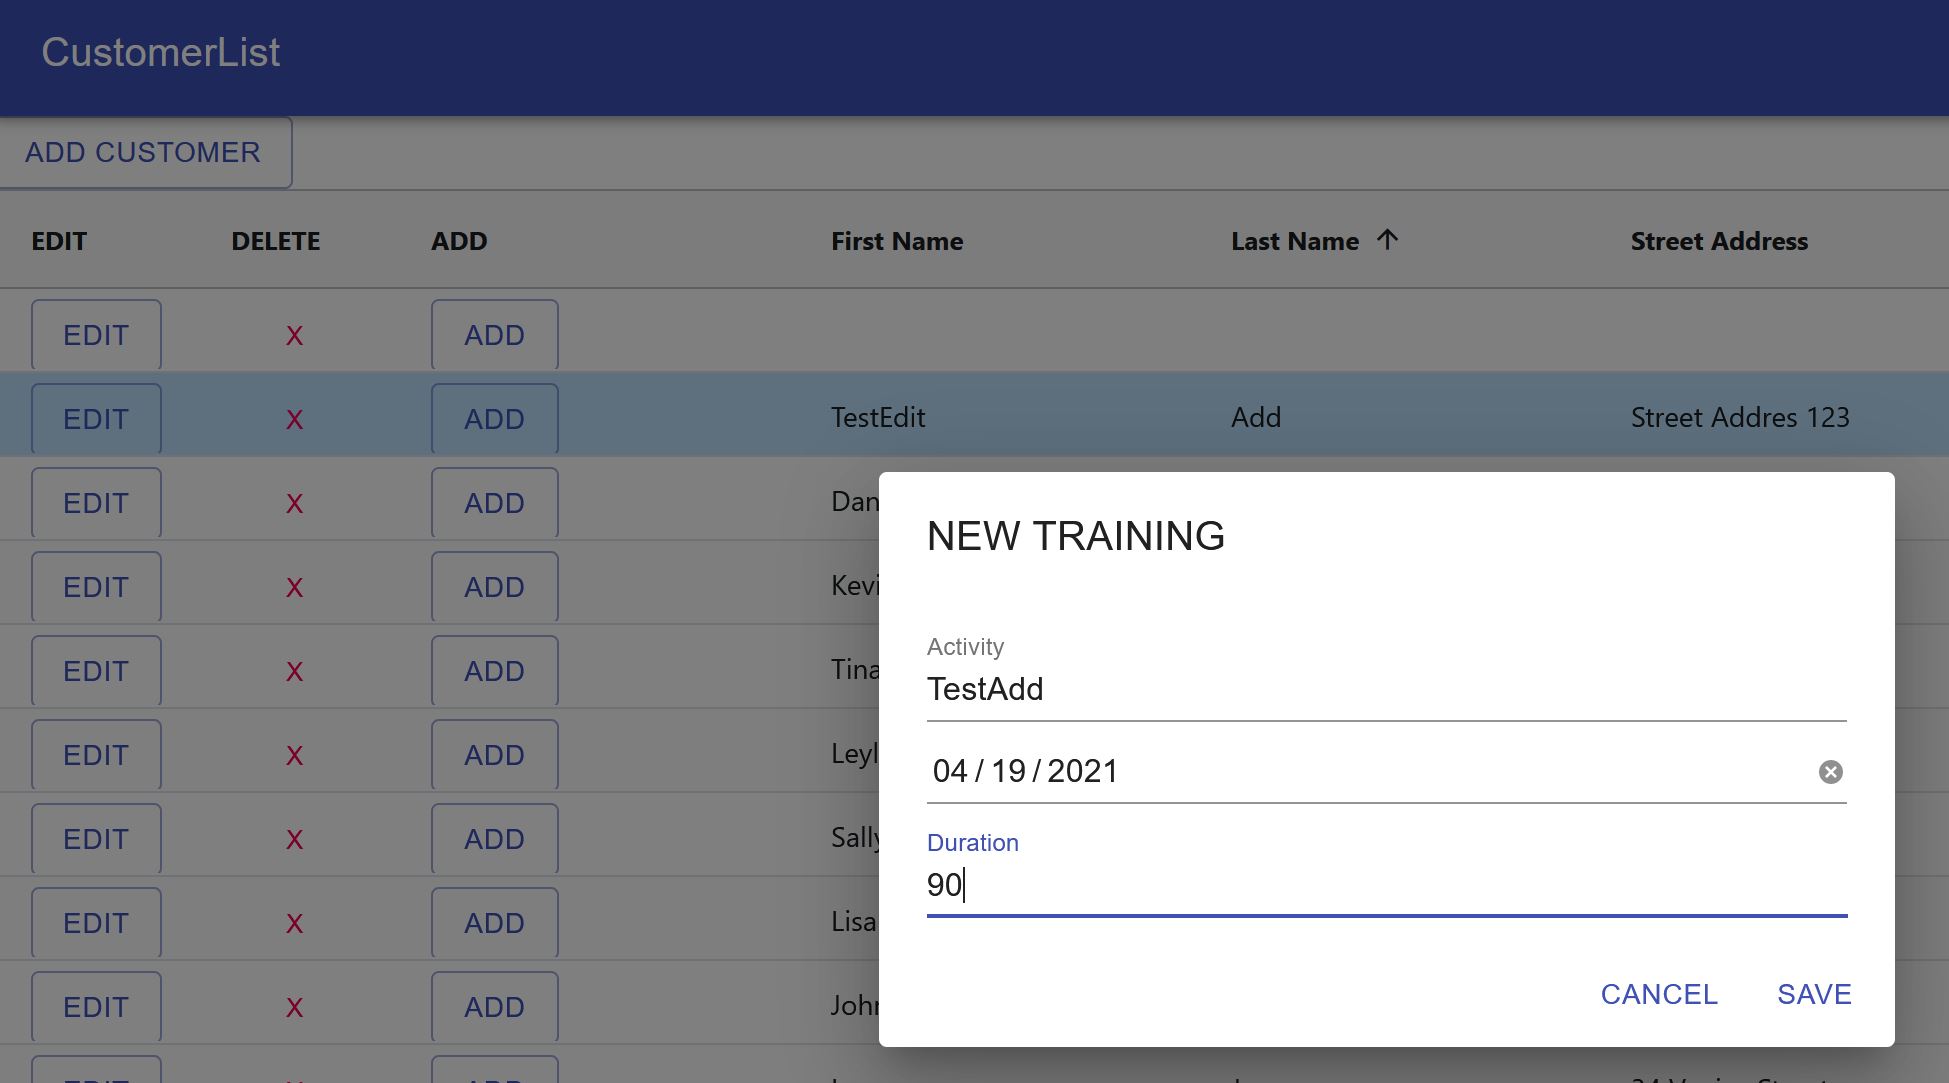 CustomerList
ADD CUSTOMER
EDIT DELETE ADD First Name Last Name Street Address
EDIT X ADD
EDIT X ADD TestEdit Add Street Addres 123
EDIT X ADD Dan
EDIT X ADD Kevi
EDIT X ADD Tina
EDIT X ADD Leyl
EDIT X ADD Sally
EDIT X ADD Lisa
EDIT X ADD John
EDIT ADD
NEW TRAINING
Activity
TestAdd
04 / 19 / 2021
Duration
90
CANCEL SAVE